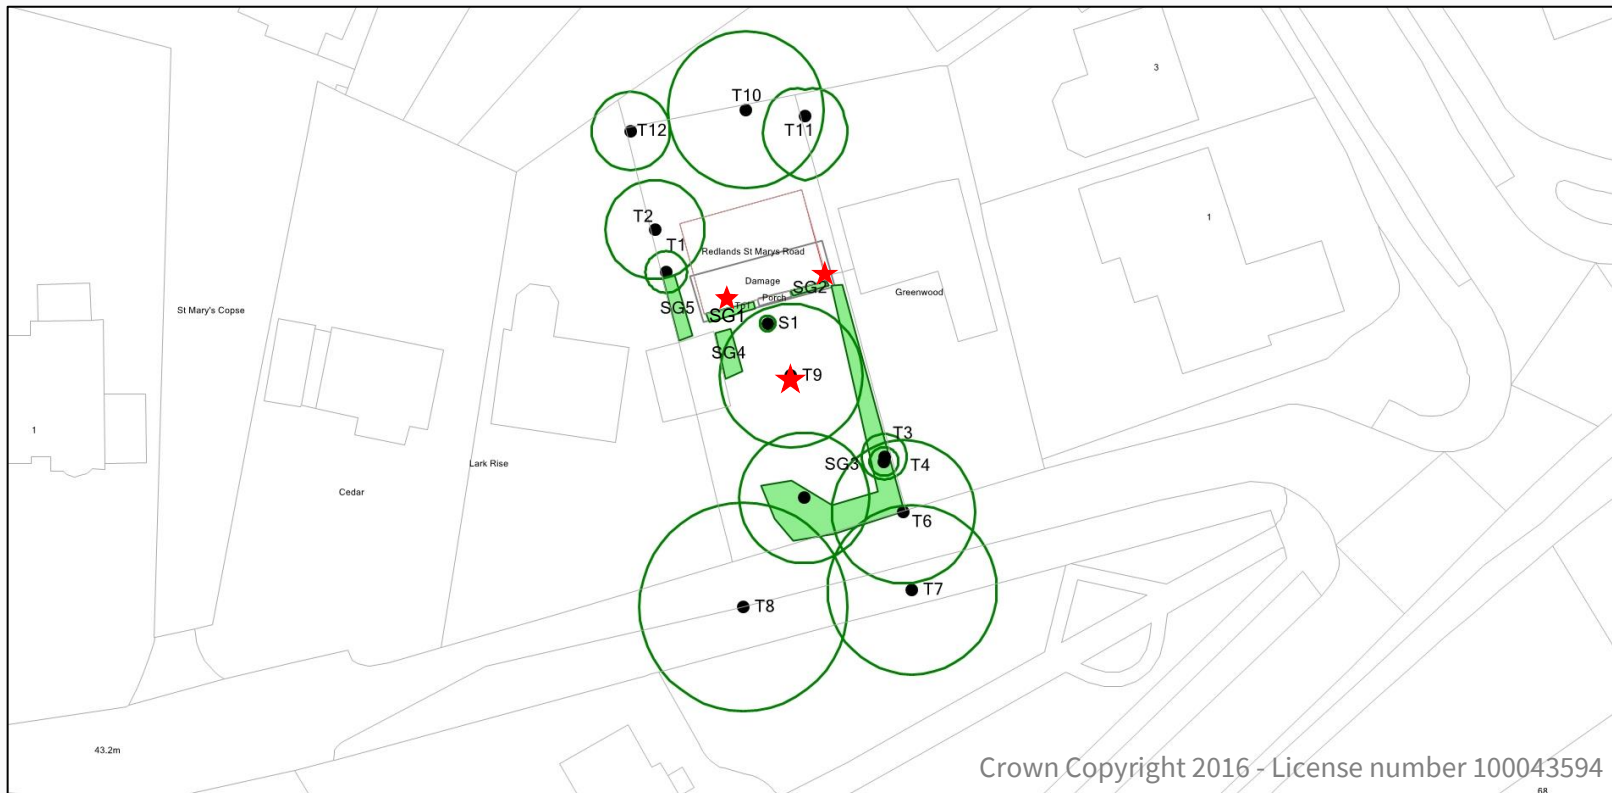 T10
3
T12
T11
T2
1
T1
Redlands St Marys Road
Damage
SG2
Greenwood
Porch
St Mary's Copse
SG5
TP
SG1
S1
SG4
T9
1
T3
Lark Rise
SG3
T4
Cedar
T6
T7
T8
43.2m
Crown Copyright 2016 - License number 100043594
68